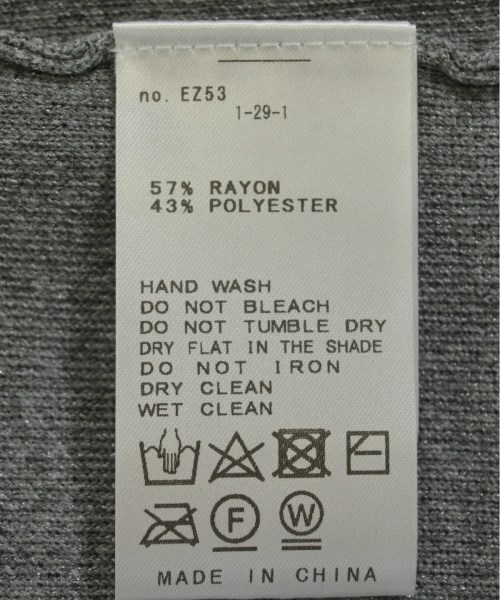 no. EZ53
1-29-1
57% RAYON
43% POLYESTER
HAND WASH
DO NOT BLEACH
DO NOT TUMBLE DRY
DRY FLAT IN THE SHADE
DO NOT IRON
DRY CLEAN
WET CLEAN
F W
MADE IN CHINA